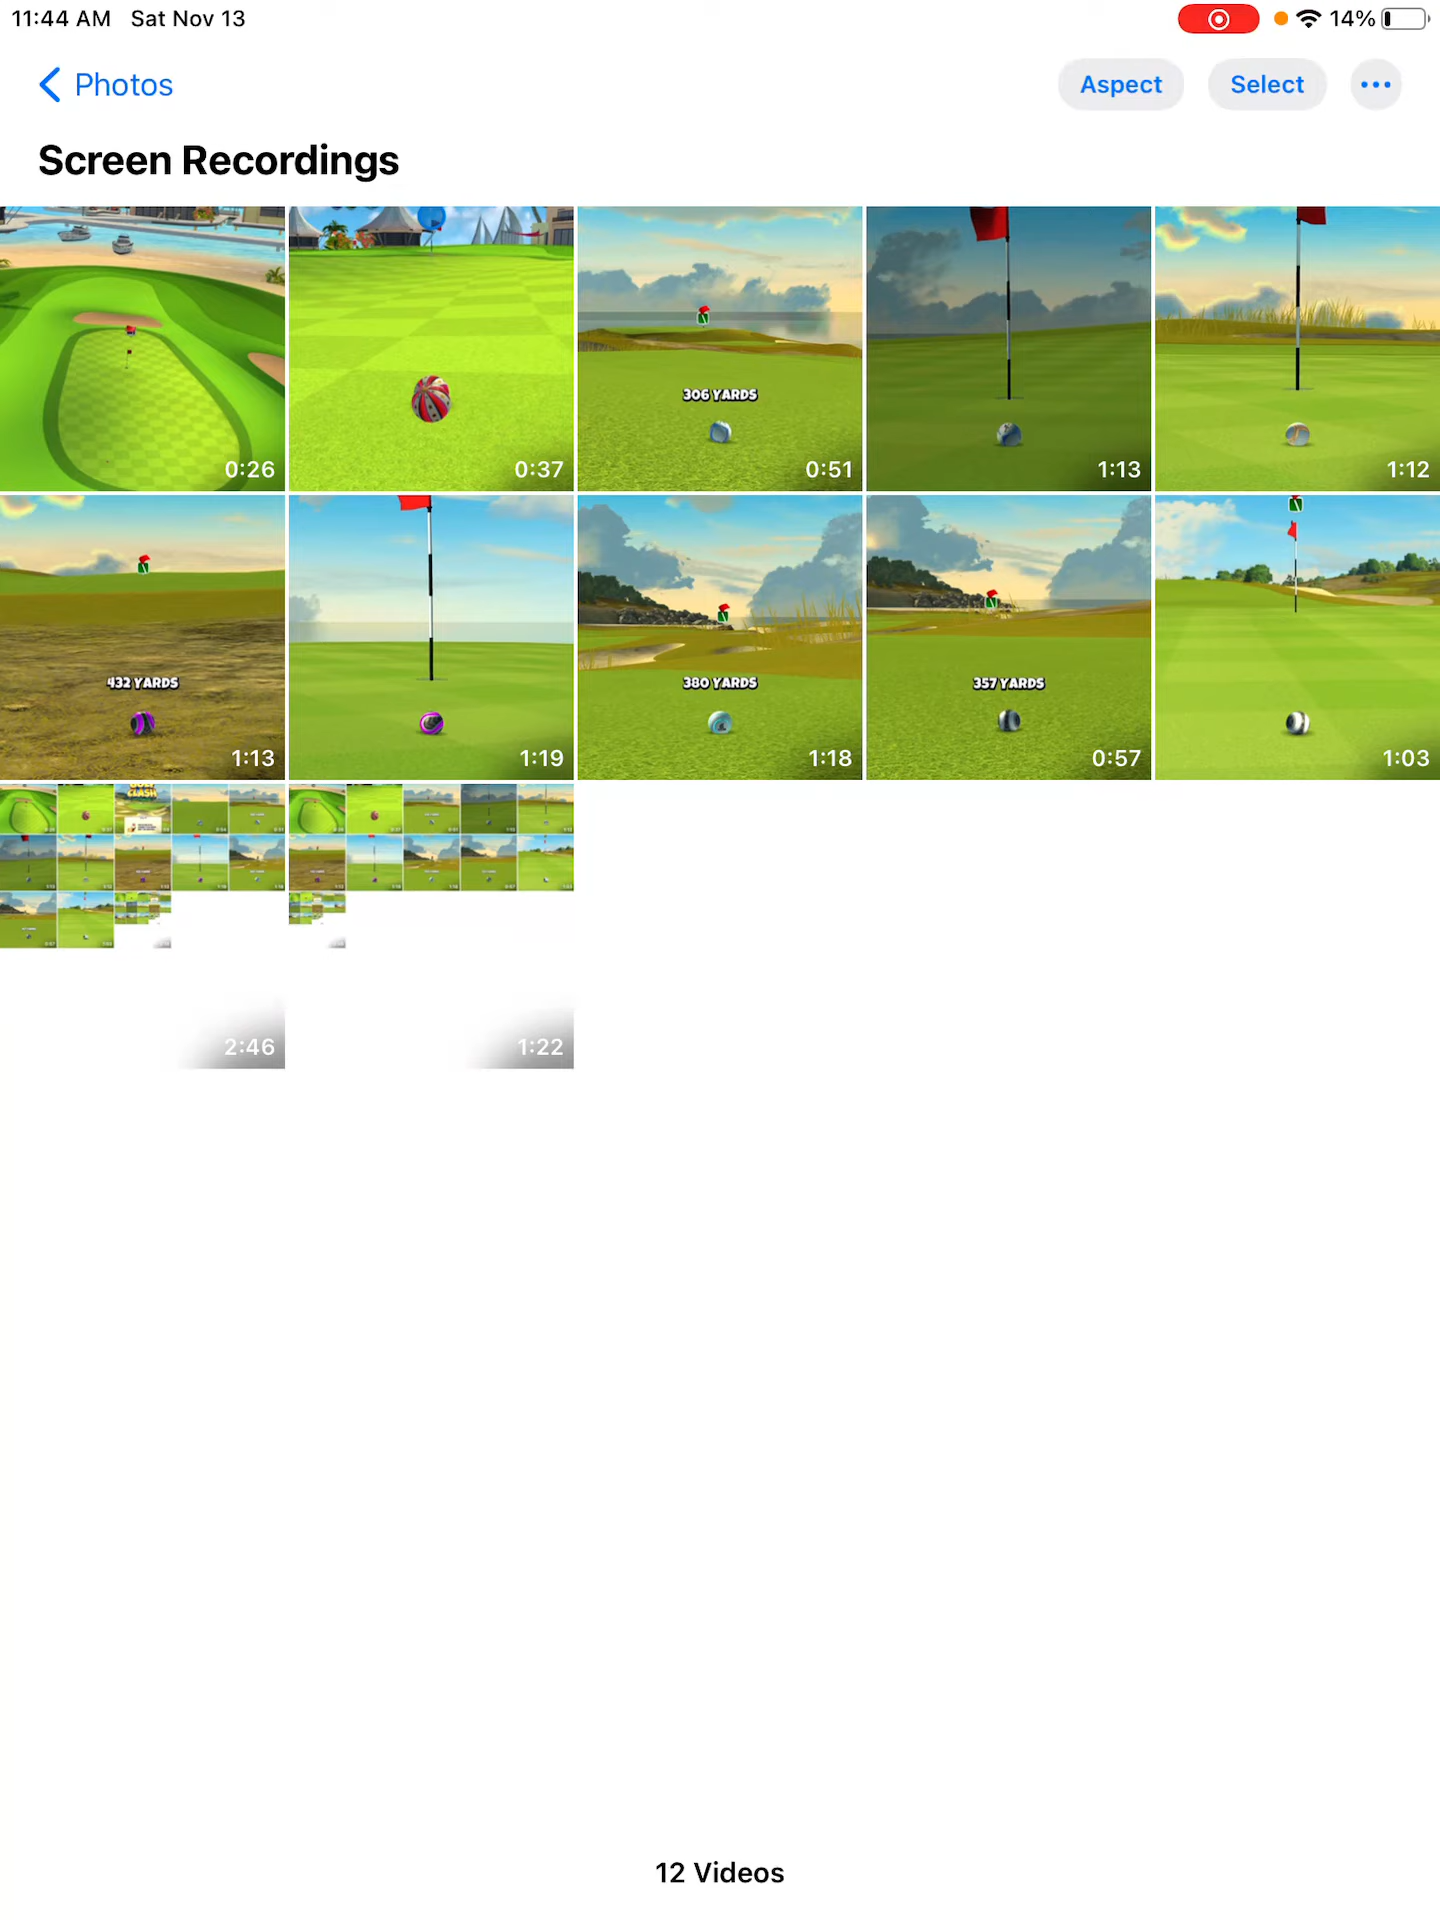 11:44 AM Sat Nov 13 14%
Photos Aspect Select
Screen Recordings
306 YARDS
0:26 0:37 0:51 1:13 1:12
432 YARDS 380 YARDS 357 YARDS
1:13 1:19 1:18 0:57 1:03
CLASH
2:46 1:22
12 Videos